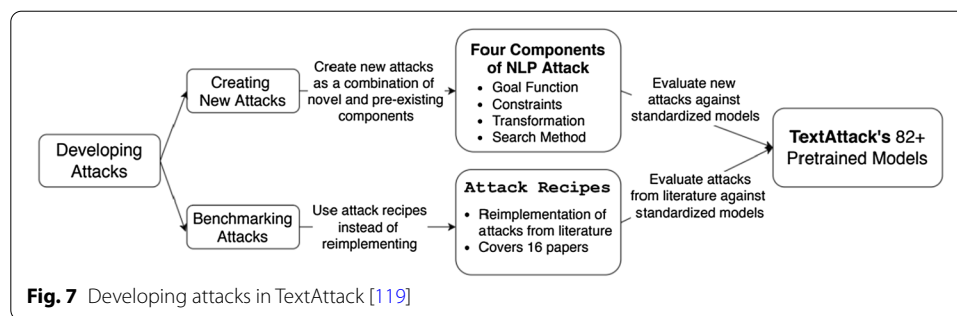 Developing
Attacks
Creating
New Attacks
Create new attacks
as a combination of
novel and pre-existing
components
Four Components
of NLP Attack
• Goal Function
• Constraints
• Transformation
• Search Method
Evaluate new
attacks against
standardized models
Benchmarking
Attacks
Use attack recipes
instead of
reimplementing
Attack Recipes
• Reimplementation of
attacks from literature
• Covers 16 papers
Evaluate attacks
from literature against
standardized models
TextAttack's 82+
Pretrained Models
Fig. 7 Developing attacks in TextAttack [119]